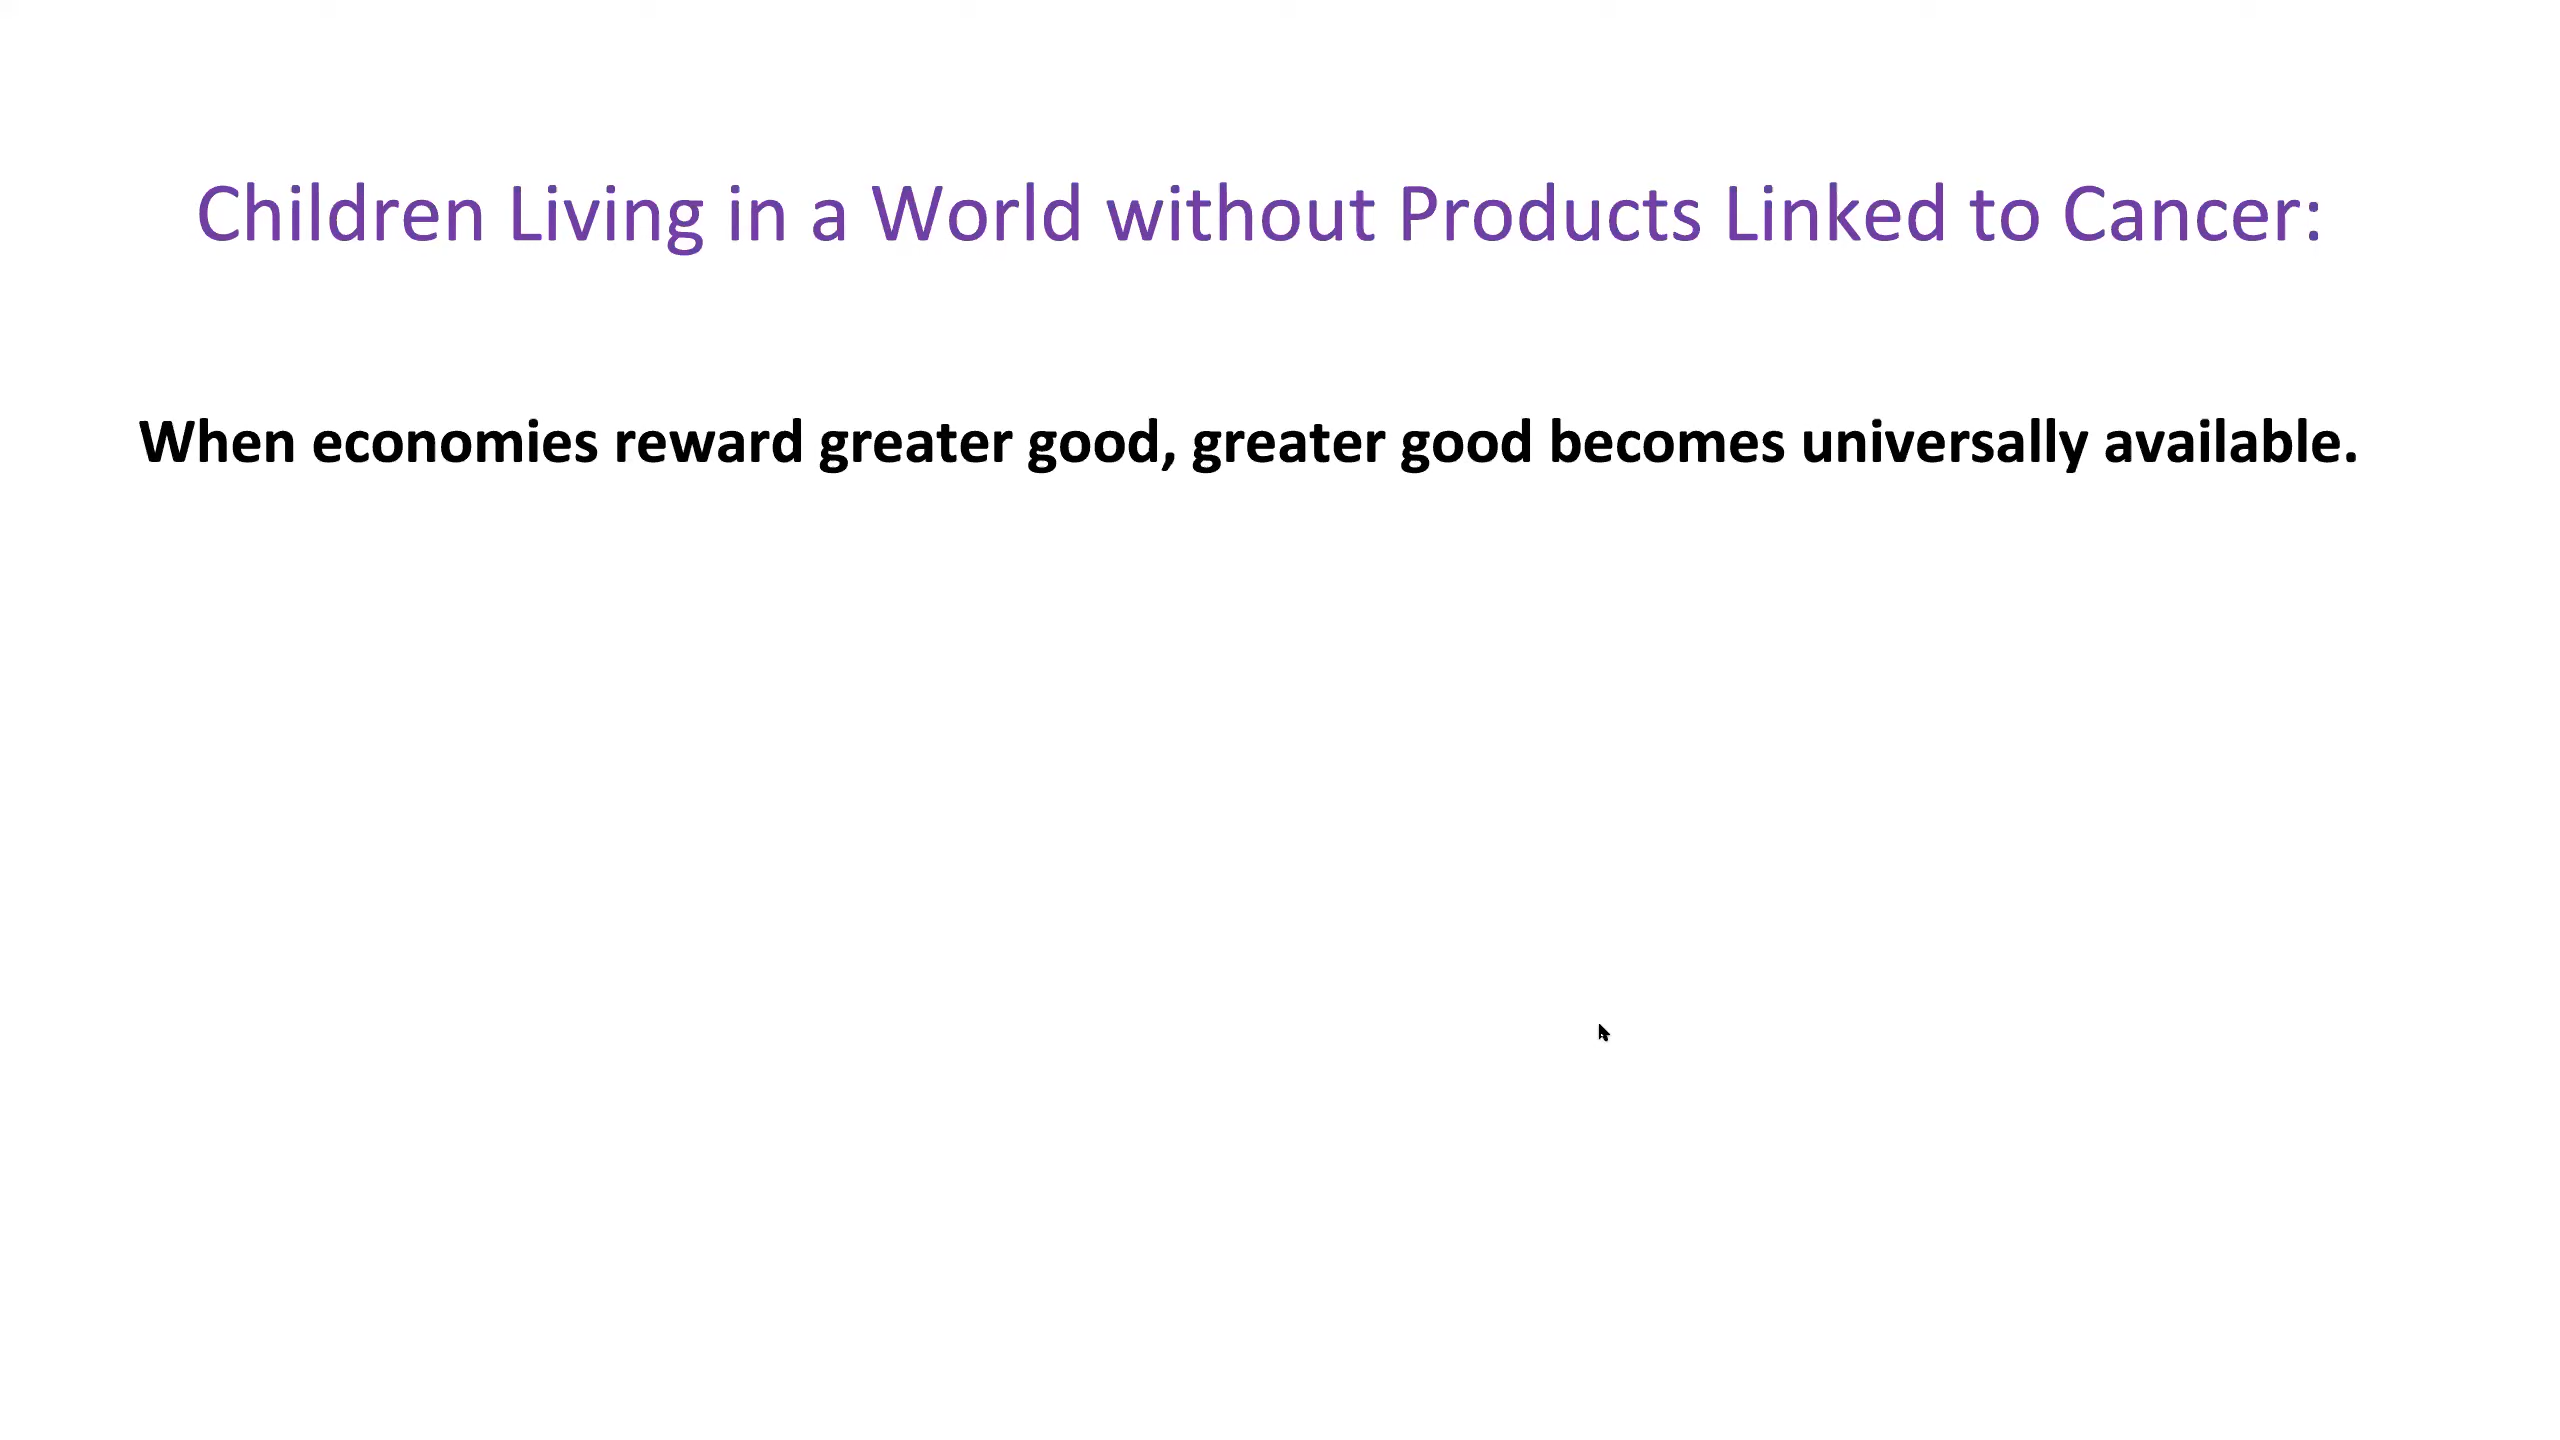 Children Living in a World without Products Linked to Cancer:
When economies reward greater good, greater good becomes universally available.